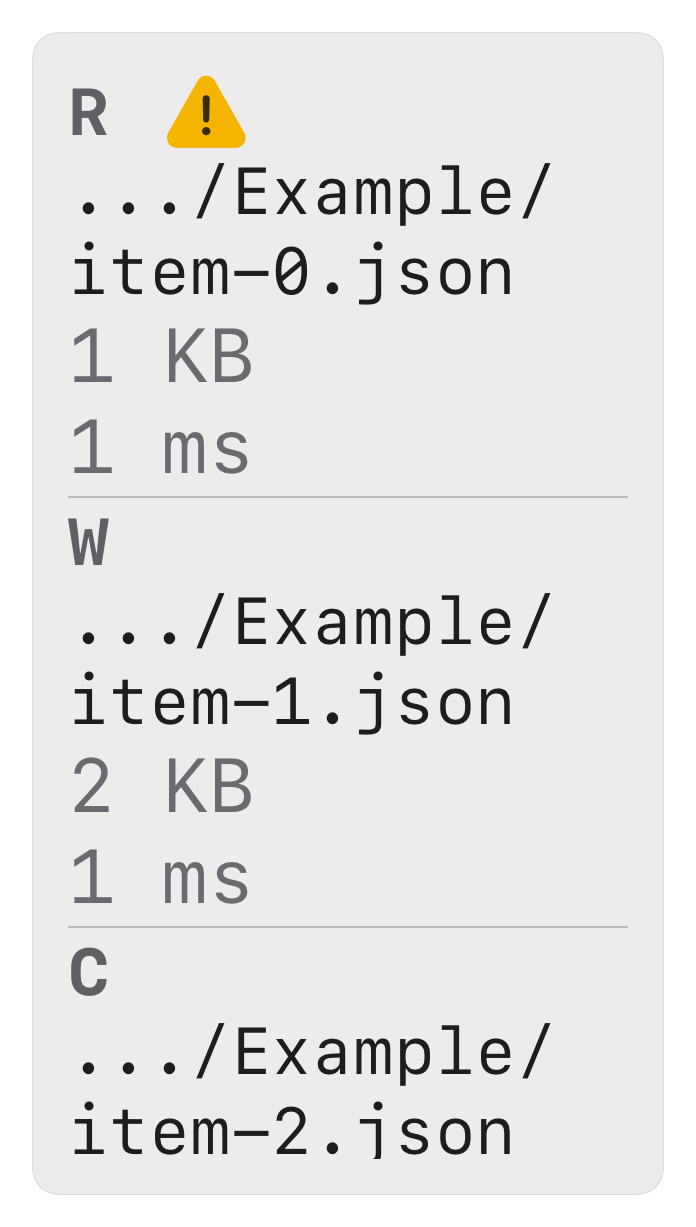 R
.../Example/
item-0.json
1 KB
1 ms
W
.../Example/
item-1.json
2 KB
1 ms
C
.../Example/
item-2.json